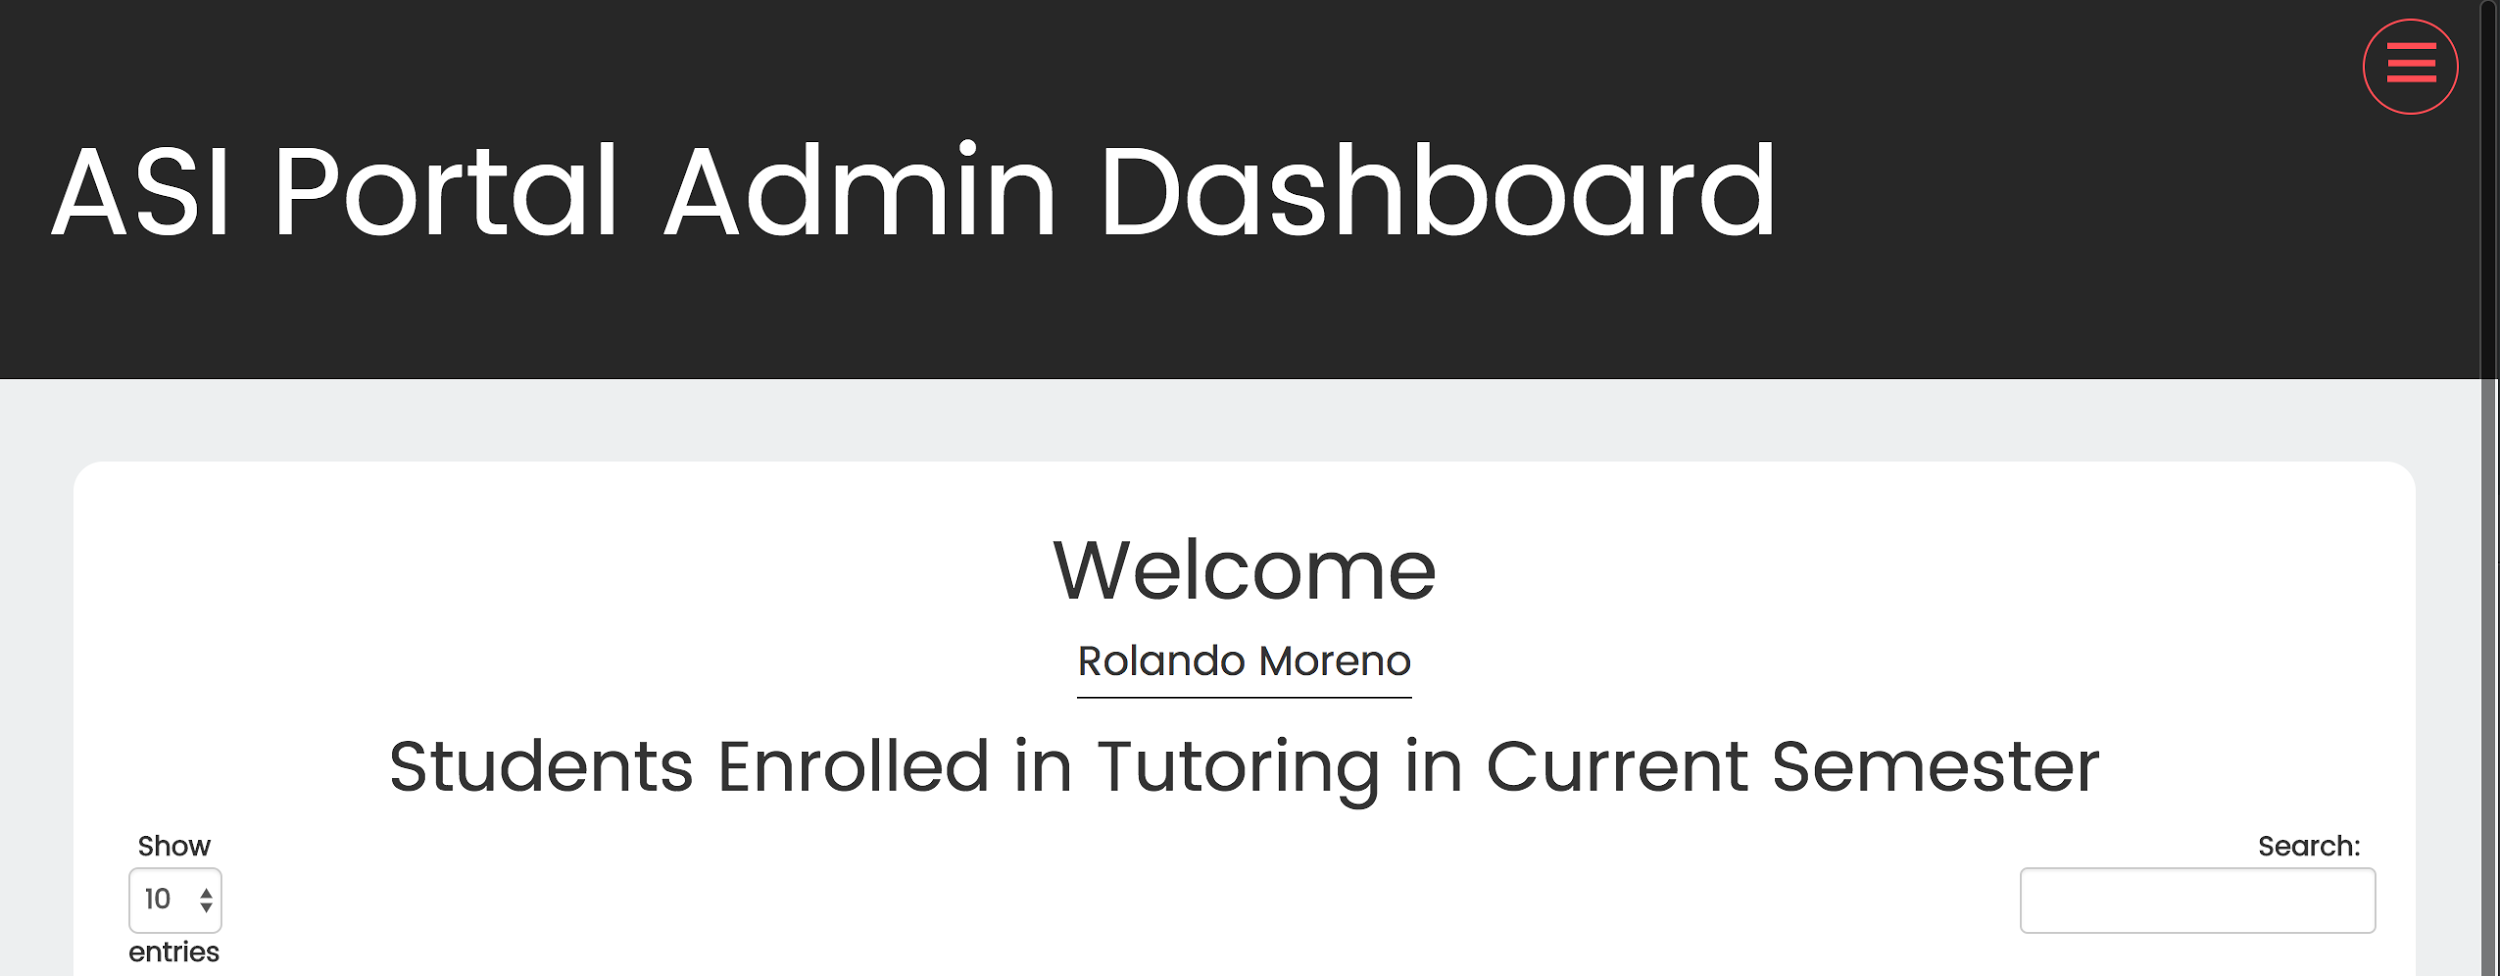 ASI Portal Admin Dashboard
Welcome
Rolando Moreno
Students Enrolled in Tutoring in Current Semester
Show
10
entries
Search: